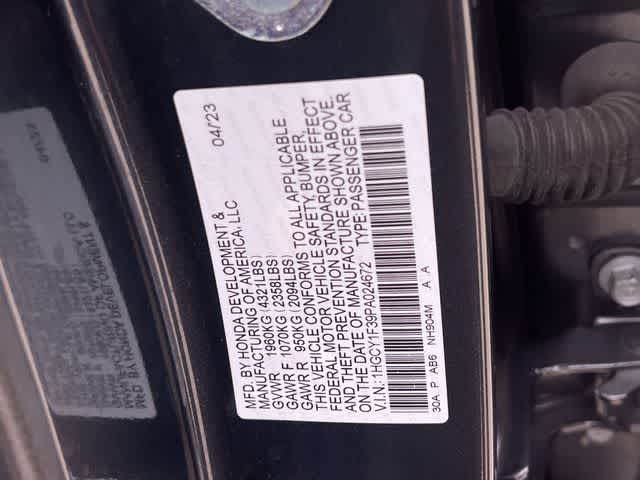 MFD. BY HONDA DEVELOPMENT & 04/23
MANUFACTURING OF AMERICA, LLC
GVWR 1960KG (4321LBS)
GAWR F 1070KG (2358LBS)
GAWR R 950KG (2094LBS)
THIS VEHICLE CONFORMS TO ALL APPLICABLE
FEDERAL MOTOR VEHICLE SAFETY BUMPER,
AND THEFT PREVENTION STANDARDS IN EFFECT
ON THE DATE OF MANUFACTURE SHOWN ABOVE.
V.I.N.: 1HGCY1F39PA024672 TYPE:PASSENGER CAR
30A P AB6 NH904M A A